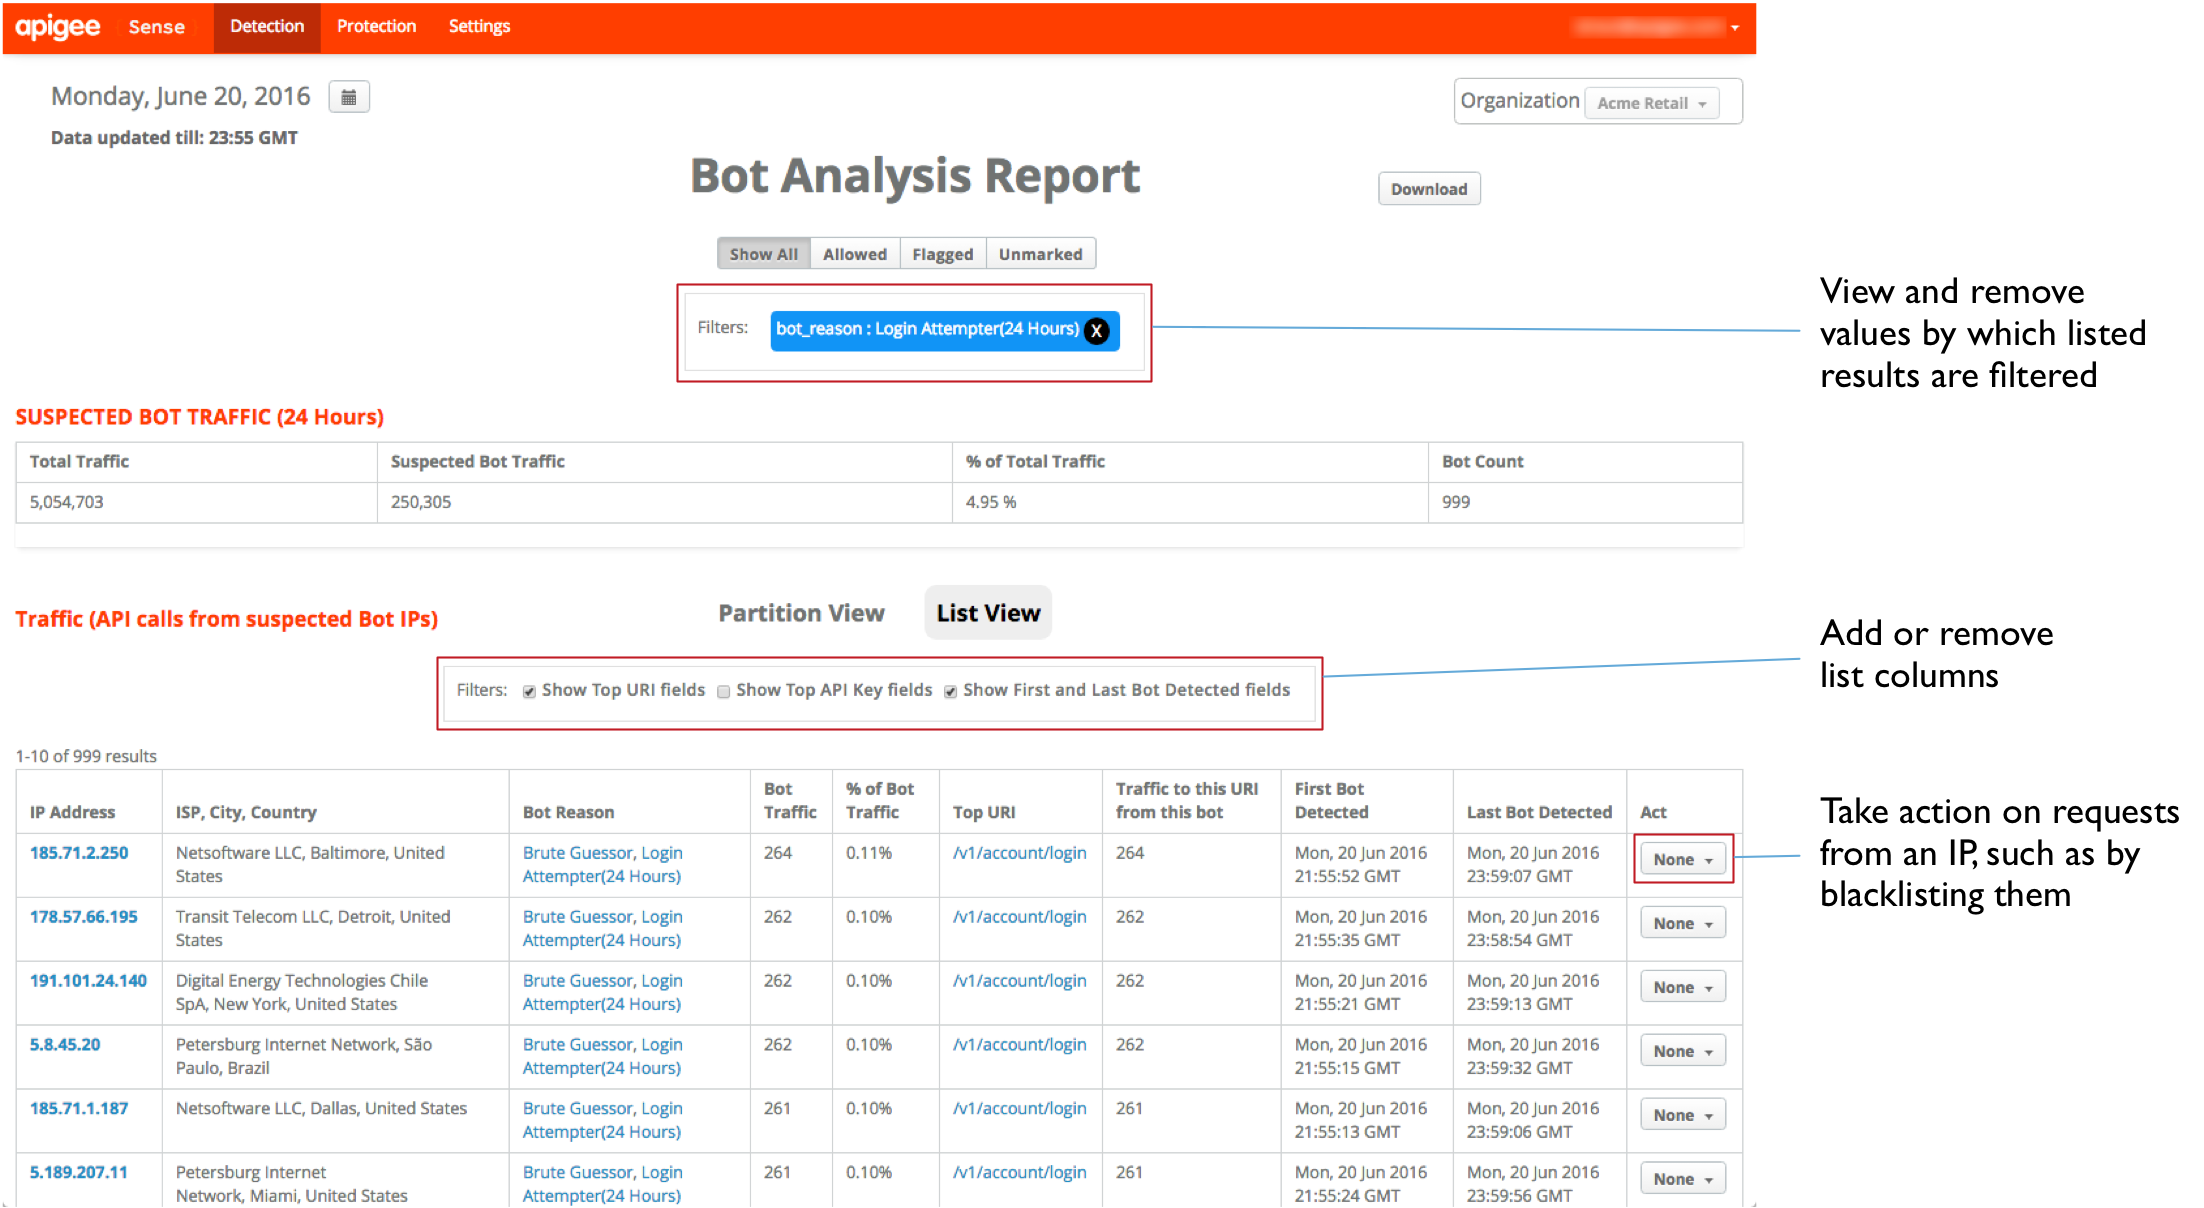 apigee Sense Detection Protection Settings
Monday, June 20, 2016
Organization Acme Retail
Data updated till: 23:55 GMT
Bot Analysis Report
Download
Show All Allowed Flagged Unmarked
Filters: bot_reason : Login Attempter(24 Hours) X
View and remove
values by which listed
results are filtered
SUSPECTED BOT TRAFFIC (24 Hours)
Total Traffic Suspected Bot Traffic % of Total Traffic Bot Count
5,054,703 250,305 4.95 % 999
Traffic (API calls from suspected Bot IPs)
Partition View List View
Filters: Show Top URI fields Show Top API Key fields Show First and Last Bot Detected fields
Add or remove
list columns
1-10 of 999 results
IP Address ISP, City, Country Bot Reason Bot Traffic % of Bot Traffic Top URI Traffic to this URI from this bot First Bot Detected Last Bot Detected Act
185.71.2.250 Netsoftware LLC, Baltimore, United States Brute Guessor, Login Attempter(24 Hours) 264 0.11% /v1/account/login 264 Mon, 20 Jun 2016 21:55:52 GMT Mon, 20 Jun 2016 23:59:07 GMT None
178.57.66.195 Transit Telecom LLC, Detroit, United States Brute Guessor, Login Attempter(24 Hours) 262 0.10% /v1/account/login 262 Mon, 20 Jun 2016 21:55:35 GMT Mon, 20 Jun 2016 23:58:54 GMT None
191.101.24.140 Digital Energy Technologies Chile SpA, New York, United States Brute Guessor, Login Attempter(24 Hours) 262 0.10% /v1/account/login 262 Mon, 20 Jun 2016 21:55:21 GMT Mon, 20 Jun 2016 23:59:13 GMT None
5.8.45.20 Petersburg Internet Network, São Paulo, Brazil Brute Guessor, Login Attempter(24 Hours) 262 0.10% /v1/account/login 262 Mon, 20 Jun 2016 21:55:15 GMT Mon, 20 Jun 2016 23:59:32 GMT None
185.71.1.187 Netsoftware LLC, Dallas, United States Brute Guessor, Login Attempter(24 Hours) 261 0.10% /v1/account/login 261 Mon, 20 Jun 2016 21:55:13 GMT Mon, 20 Jun 2016 23:59:06 GMT None
5.189.207.11 Petersburg Internet Network, Miami, United States Brute Guessor, Login Attempter(24 Hours) 261 0.10% /v1/account/login 261 Mon, 20 Jun 2016 21:55:24 GMT Mon, 20 Jun 2016 23:59:56 GMT None
Take action on requests
from an IP, such as by
blacklisting them